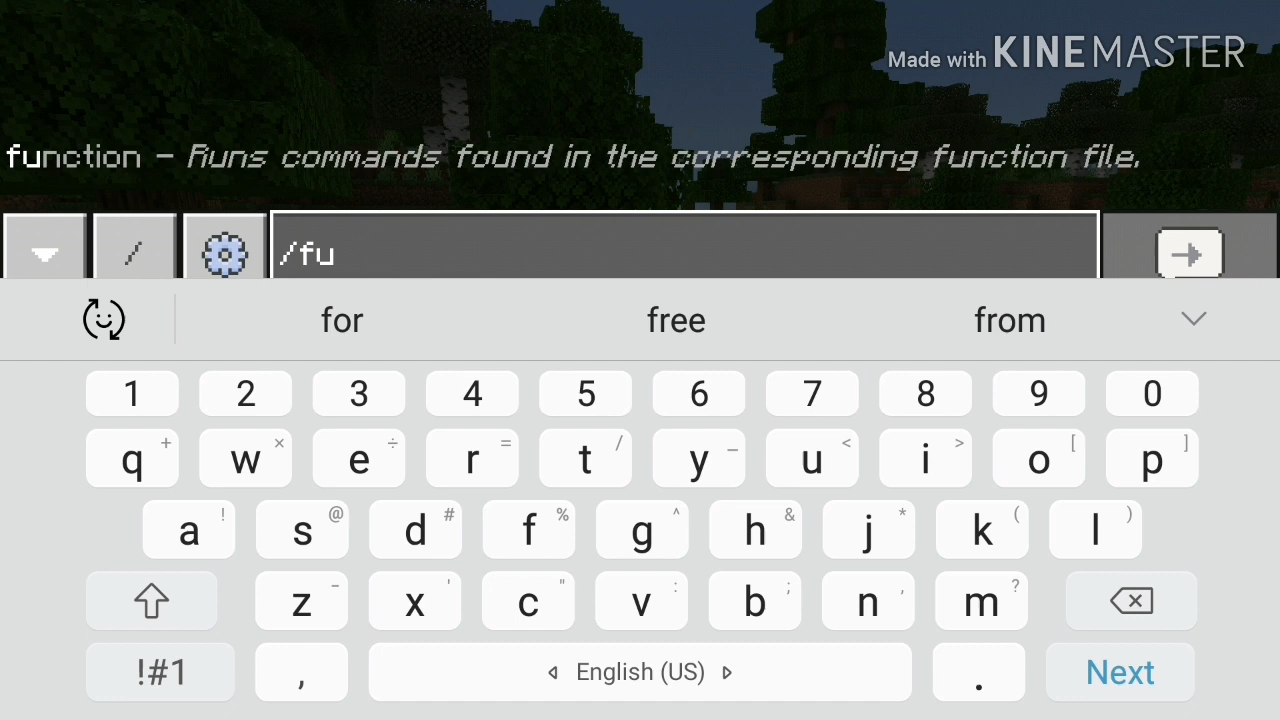 Made with KINEMASTER
function - Runs commands found in the corresponding function file.
/ /fu
for free from
1 2 3 4 5 6 7 8 9 0
q + w × e ÷ r = t / y _ u < i > o [ p ]
a ! s @ d # f % g ^ h & j * k ( l )
z - x ' c " v : b ; n , m ?
!#1 , English (US) . Next